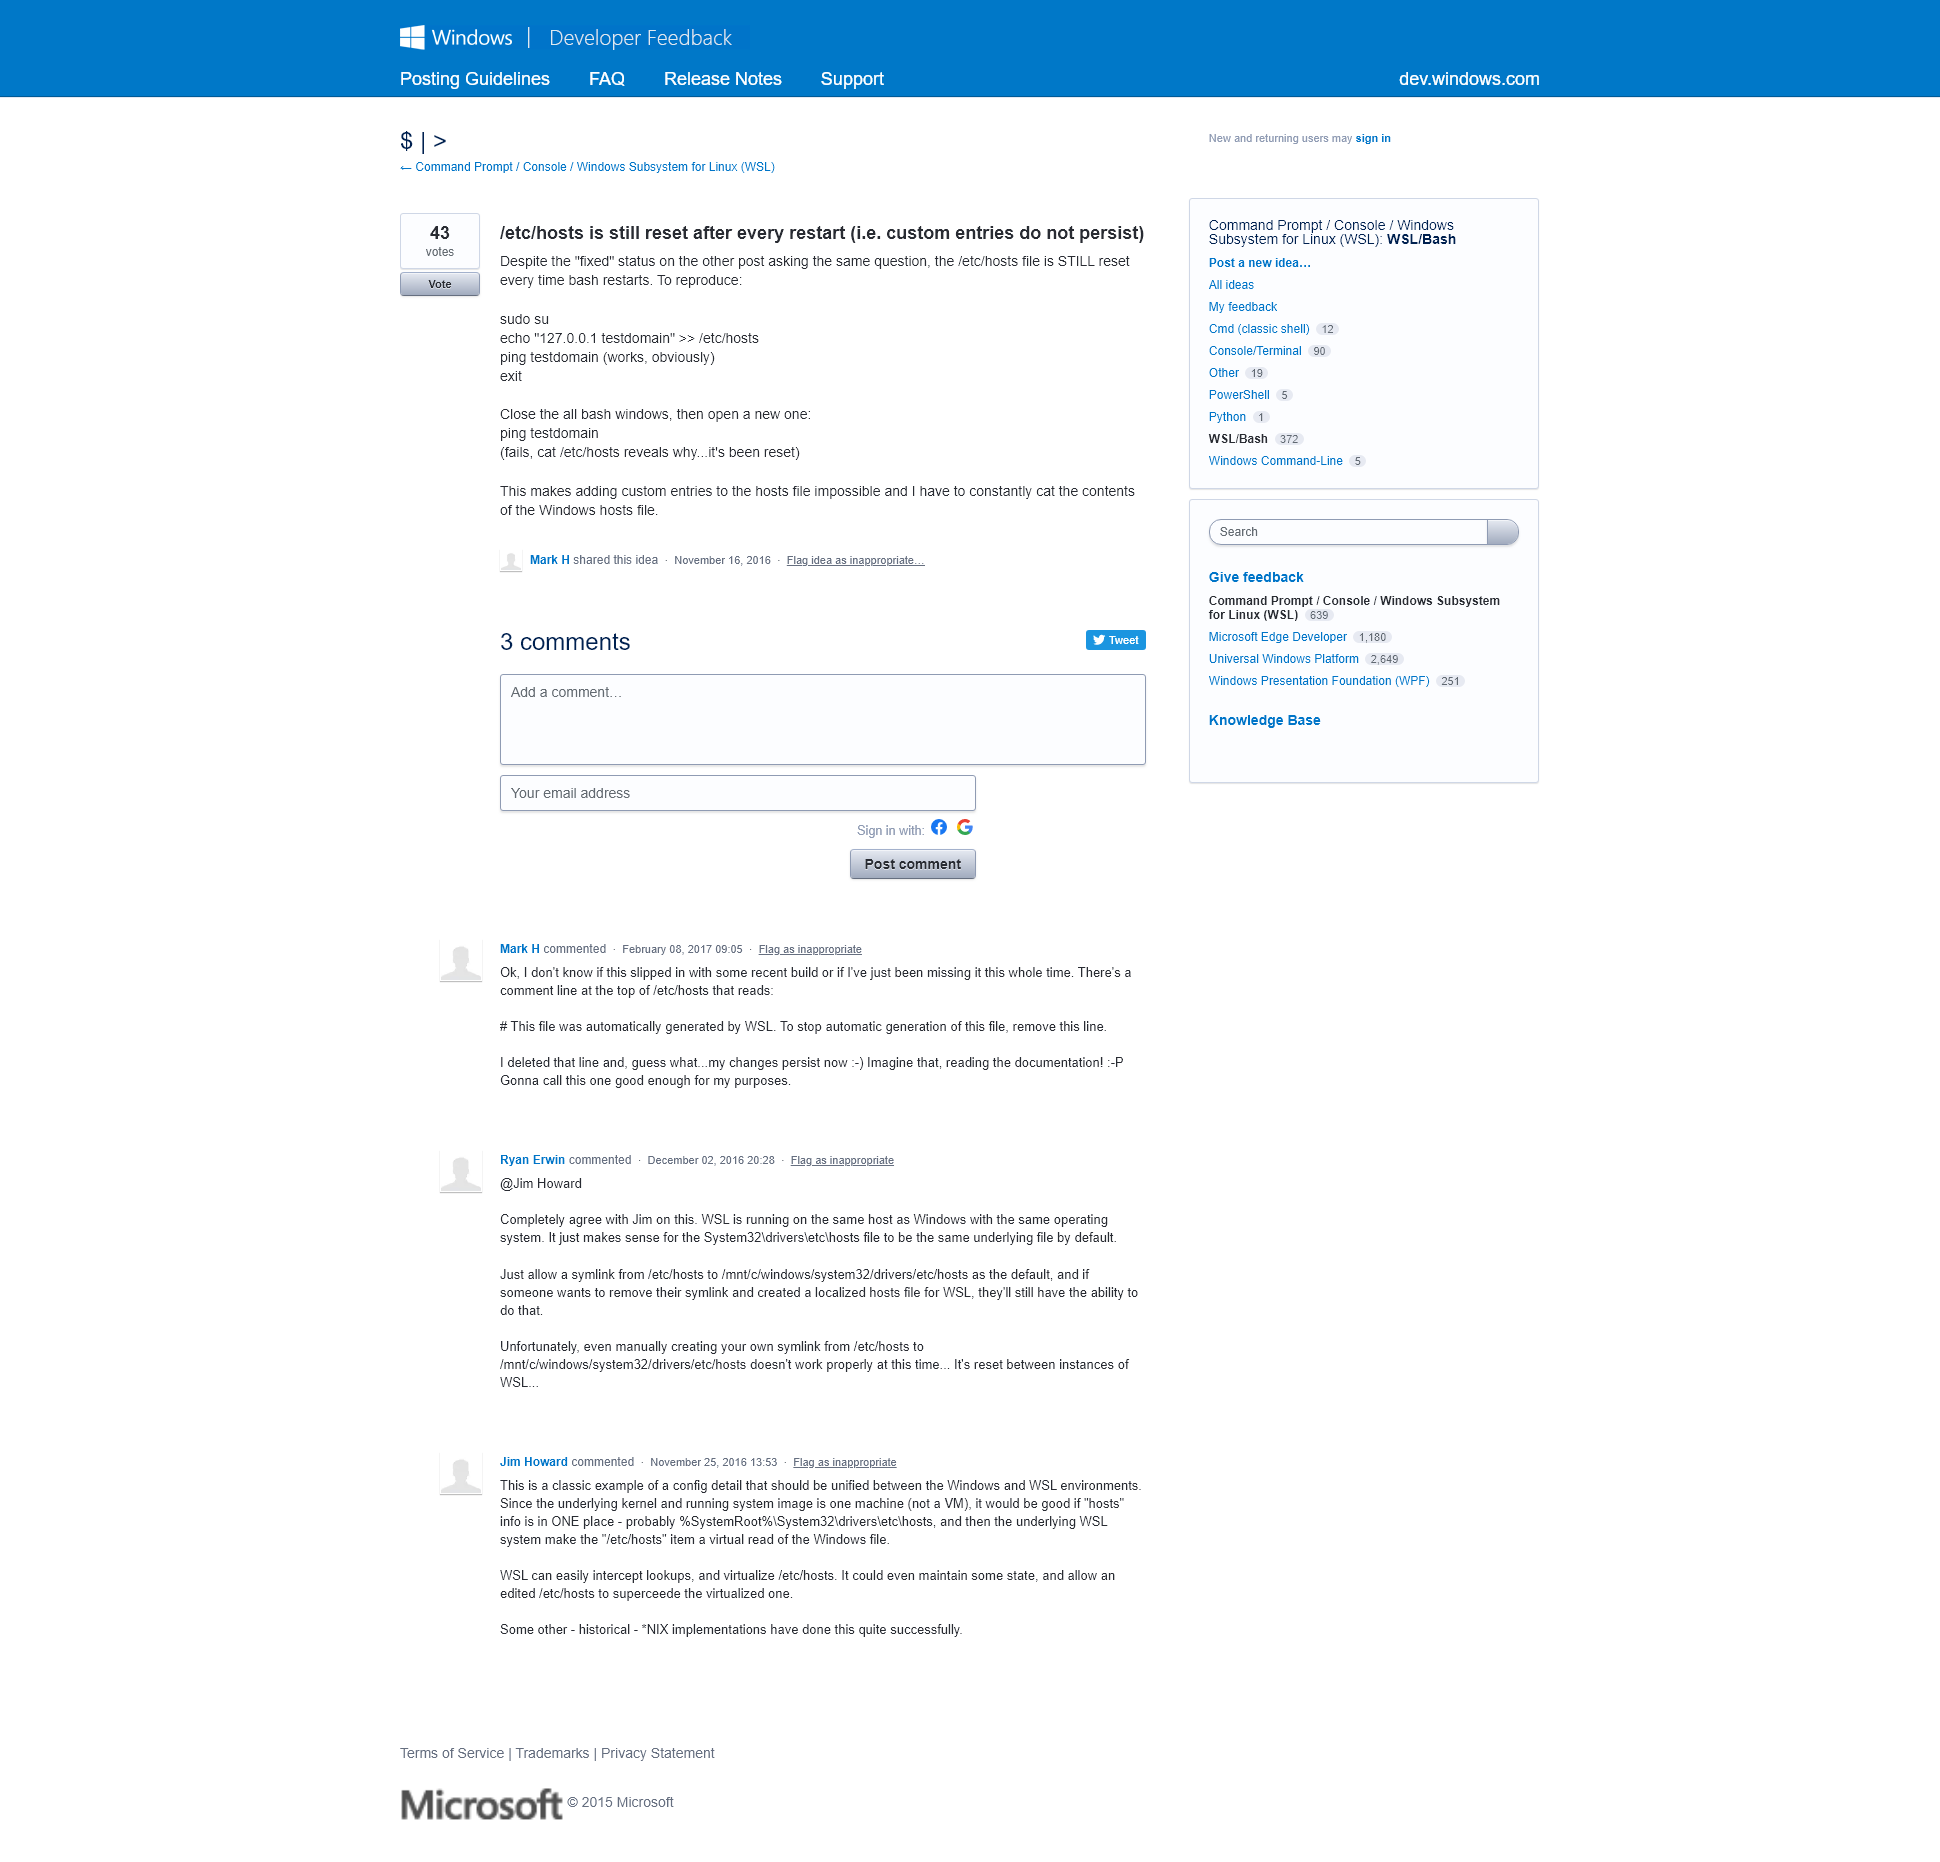 Windows | Developer Feedback
Posting Guidelines FAQ Release Notes Support dev.windows.com
$ | >
← Command Prompt / Console / Windows Subsystem for Linux (WSL)
New and returning users may sign in
43
votes
Vote
/etc/hosts is still reset after every restart (i.e. custom entries do not persist)
Despite the "fixed" status on the other post asking the same question, the /etc/hosts file is STILL reset
every time bash restarts. To reproduce:
sudo su
echo "127.0.0.1 testdomain" >> /etc/hosts
ping testdomain (works, obviously)
exit
Close the all bash windows, then open a new one:
ping testdomain
(fails, cat /etc/hosts reveals why...it's been reset)
This makes adding custom entries to the hosts file impossible and I have to constantly cat the contents
of the Windows hosts file.
Mark H shared this idea · November 16, 2016 · Flag idea as inappropriate…
3 comments
Tweet
Add a comment…
Your email address
Sign in with:
Post comment
Mark H commented · February 08, 2017 09:05 · Flag as inappropriate
Ok, I don't know if this slipped in with some recent build or if I've just been missing it this whole time. There's a
comment line at the top of /etc/hosts that reads:
# This file was automatically generated by WSL. To stop automatic generation of this file, remove this line.
I deleted that line and, guess what...my changes persist now :-) Imagine that, reading the documentation! :-P
Gonna call this one good enough for my purposes.
Ryan Erwin commented · December 02, 2016 20:28 · Flag as inappropriate
@Jim Howard
Completely agree with Jim on this. WSL is running on the same host as Windows with the same operating
system. It just makes sense for the System32\drivers\etc\hosts file to be the same underlying file by default.
Just allow a symlink from /etc/hosts to /mnt/c/windows/system32/drivers/etc/hosts as the default, and if
someone wants to remove their symlink and created a localized hosts file for WSL, they'll still have the ability to
do that.
Unfortunately, even manually creating your own symlink from /etc/hosts to
/mnt/c/windows/system32/drivers/etc/hosts doesn't work properly at this time... It's reset between instances of
WSL...
Jim Howard commented · November 25, 2016 13:53 · Flag as inappropriate
This is a classic example of a config detail that should be unified between the Windows and WSL environments.
Since the underlying kernel and running system image is one machine (not a VM), it would be good if "hosts"
info is in ONE place - probably %SystemRoot%\System32\drivers\etc\hosts, and then the underlying WSL
system make the "/etc/hosts" item a virtual read of the Windows file.
WSL can easily intercept lookups, and virtualize /etc/hosts. It could even maintain some state, and allow an
edited /etc/hosts to superceede the virtualized one.
Some other - historical - *NIX implementations have done this quite successfully.
Command Prompt / Console / Windows
Subsystem for Linux (WSL): WSL/Bash
Post a new idea…
All ideas
My feedback
Cmd (classic shell) 12
Console/Terminal 90
Other 19
PowerShell 5
Python 1
WSL/Bash 372
Windows Command-Line 5
Search
Give feedback
Command Prompt / Console / Windows Subsystem
for Linux (WSL) 639
Microsoft Edge Developer 1,180
Universal Windows Platform 2,649
Windows Presentation Foundation (WPF) 251
Knowledge Base
Terms of Service | Trademarks | Privacy Statement
Microsoft © 2015 Microsoft